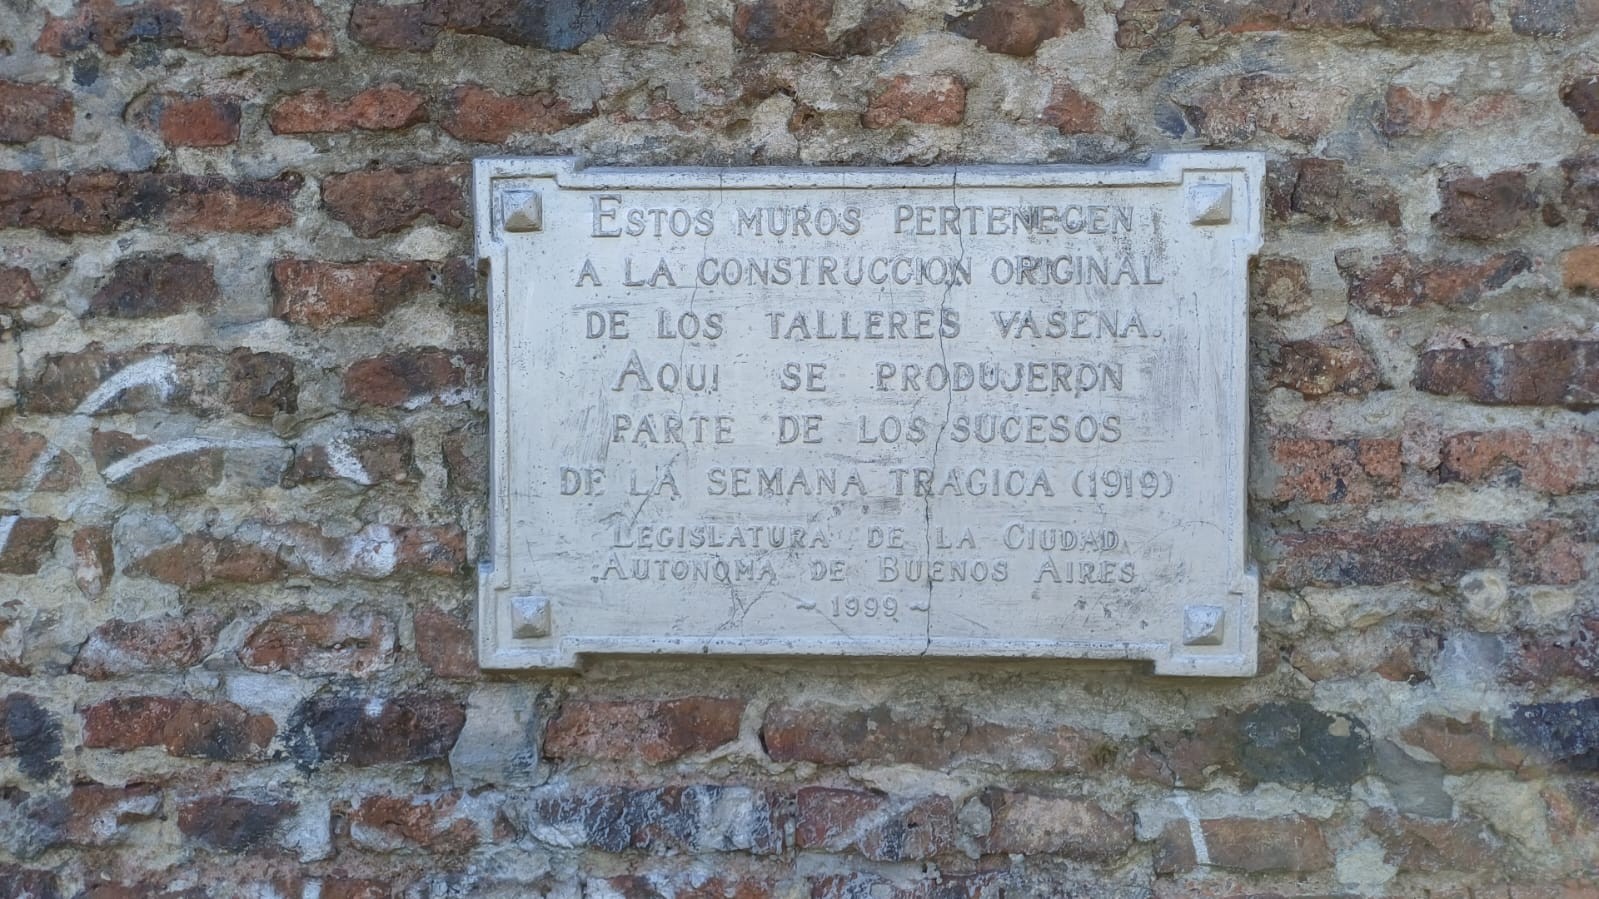 ESTOS MUROS PERTENECEN
A LA CONSTRUCCION ORIGINAL
DE LOS TALLERES VASENA.
AQUI SE PRODUJERON
PARTE DE LOS SUCESOS
DE LA SEMANA TRAGICA (1919)
LEGISLATURA DE LA CIUDAD
AUTONOMA DE BUENOS AIRES
~ 1999 ~